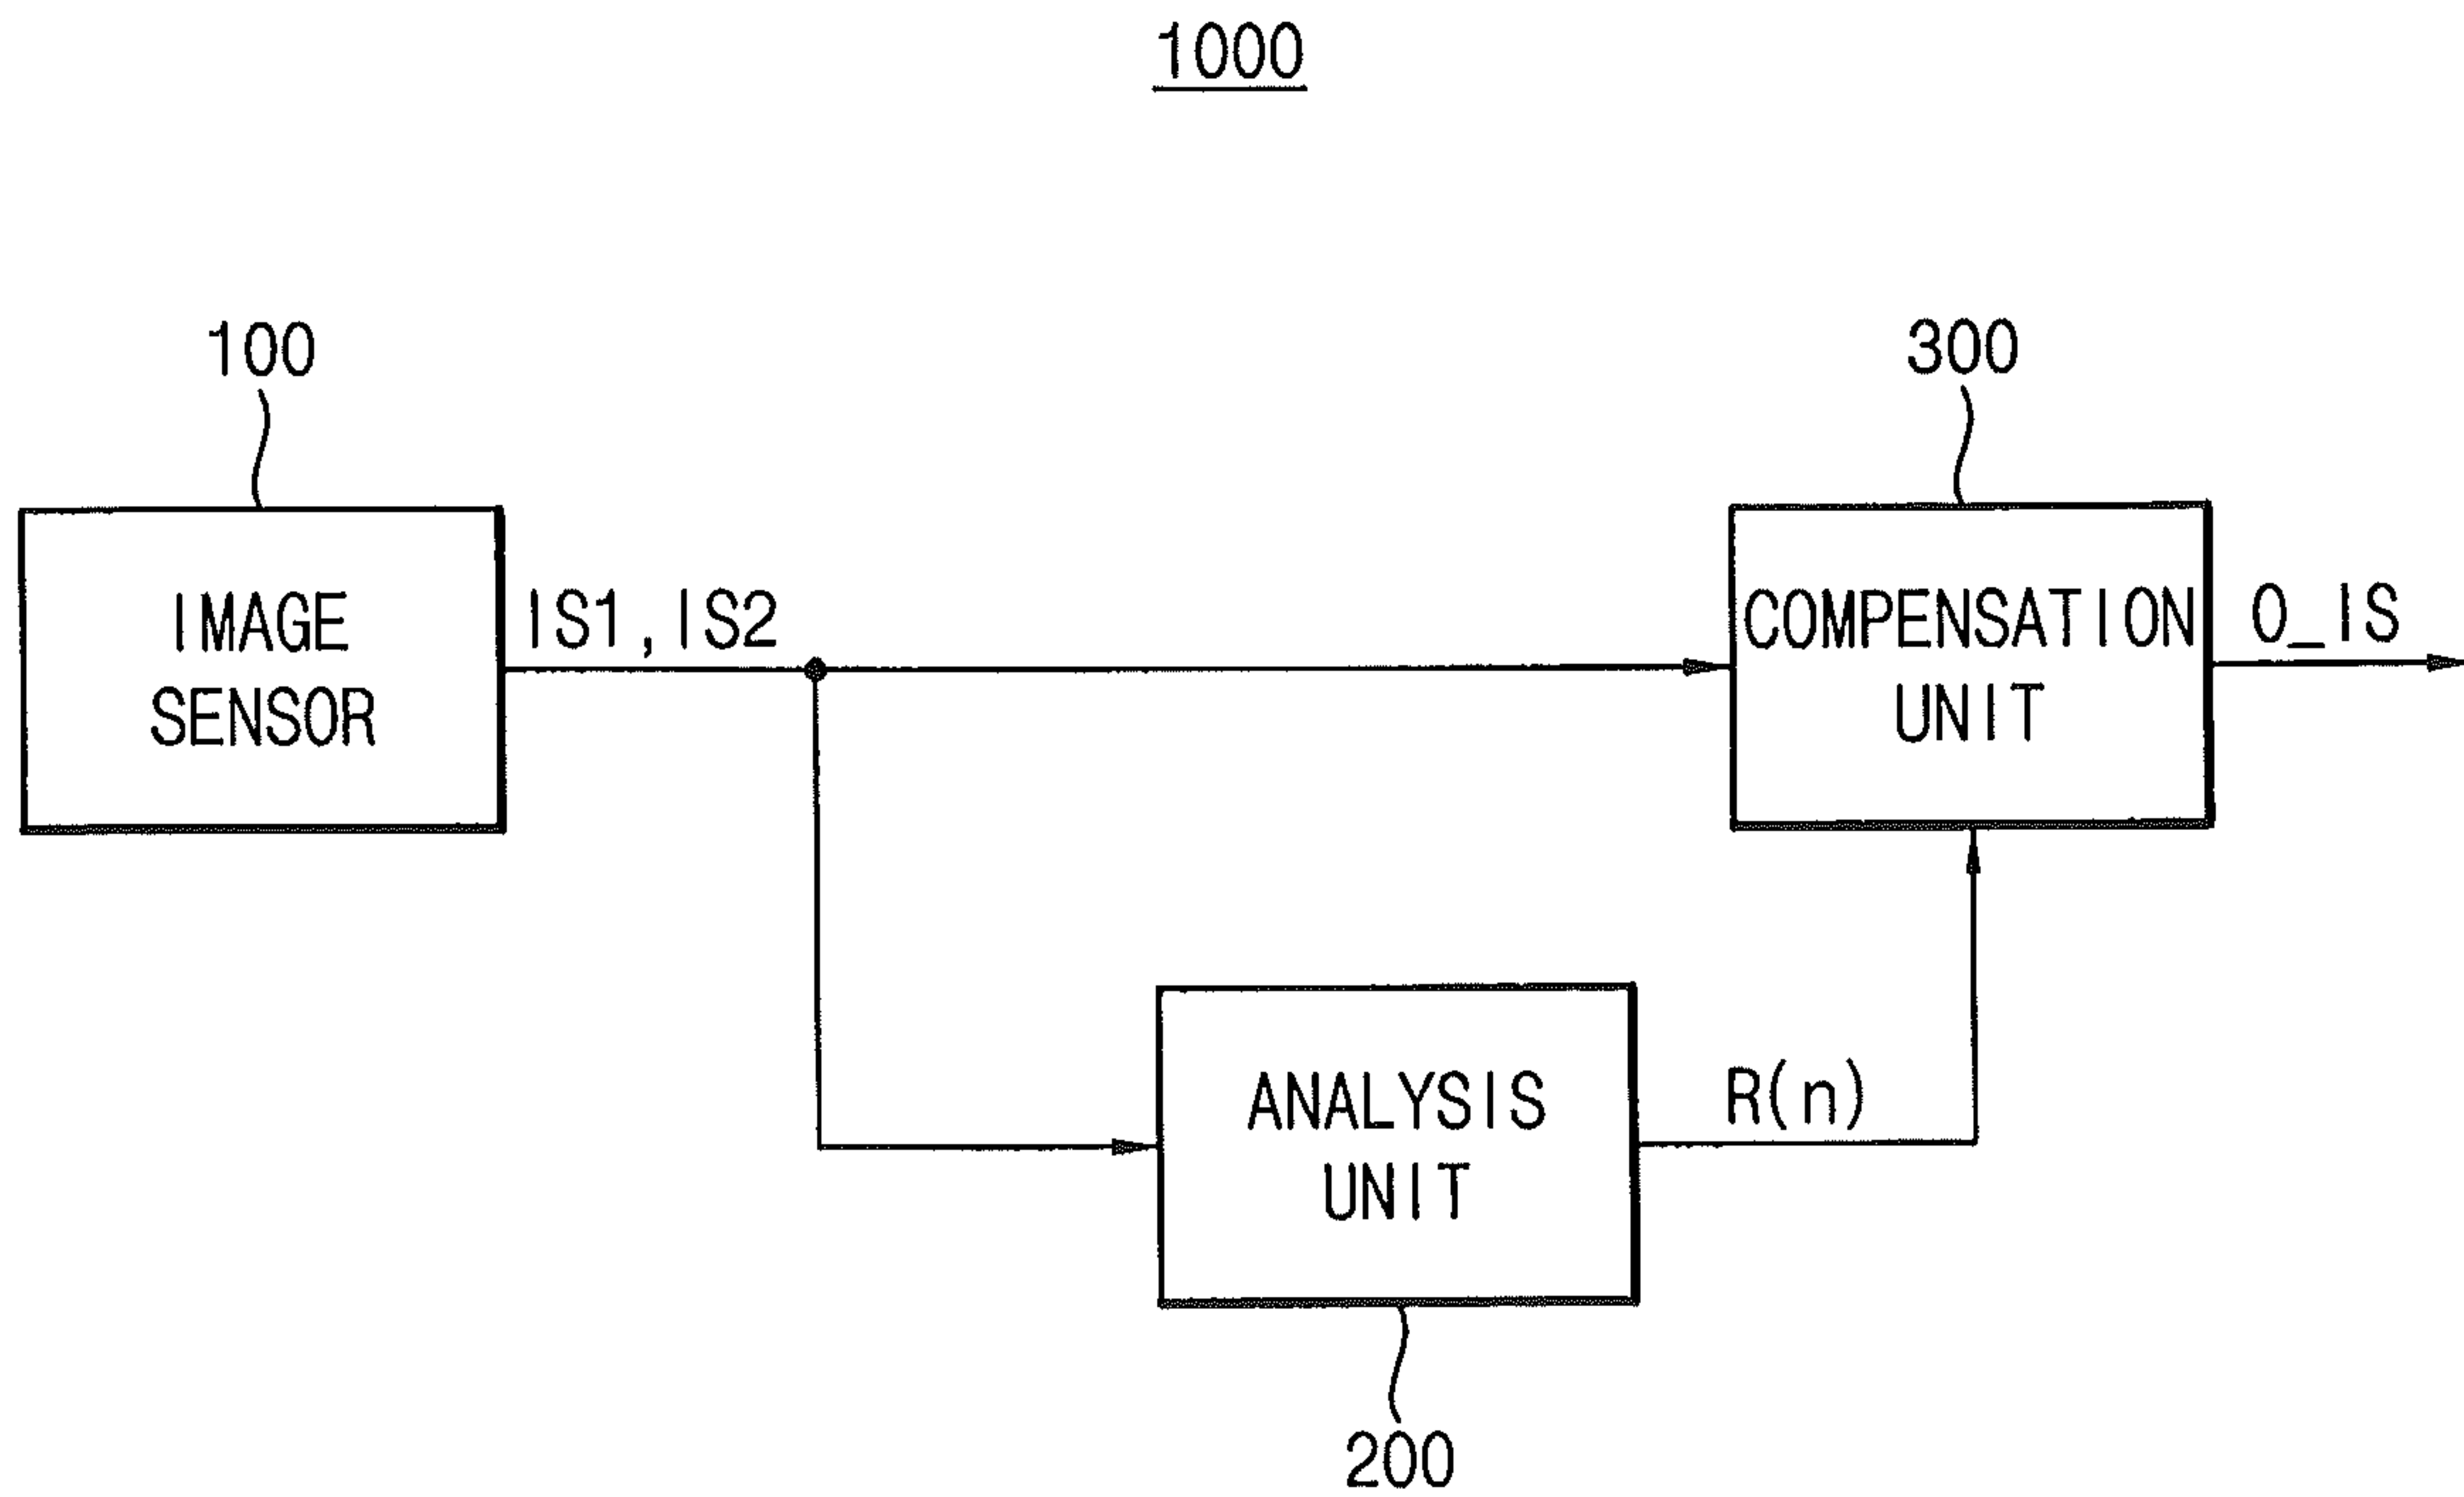 1000
100
300
IMAGE
SENSOR
IS1, IS2
COMPENSATION
UNIT
O_IS
ANALYSIS
UNIT
R(n)
200